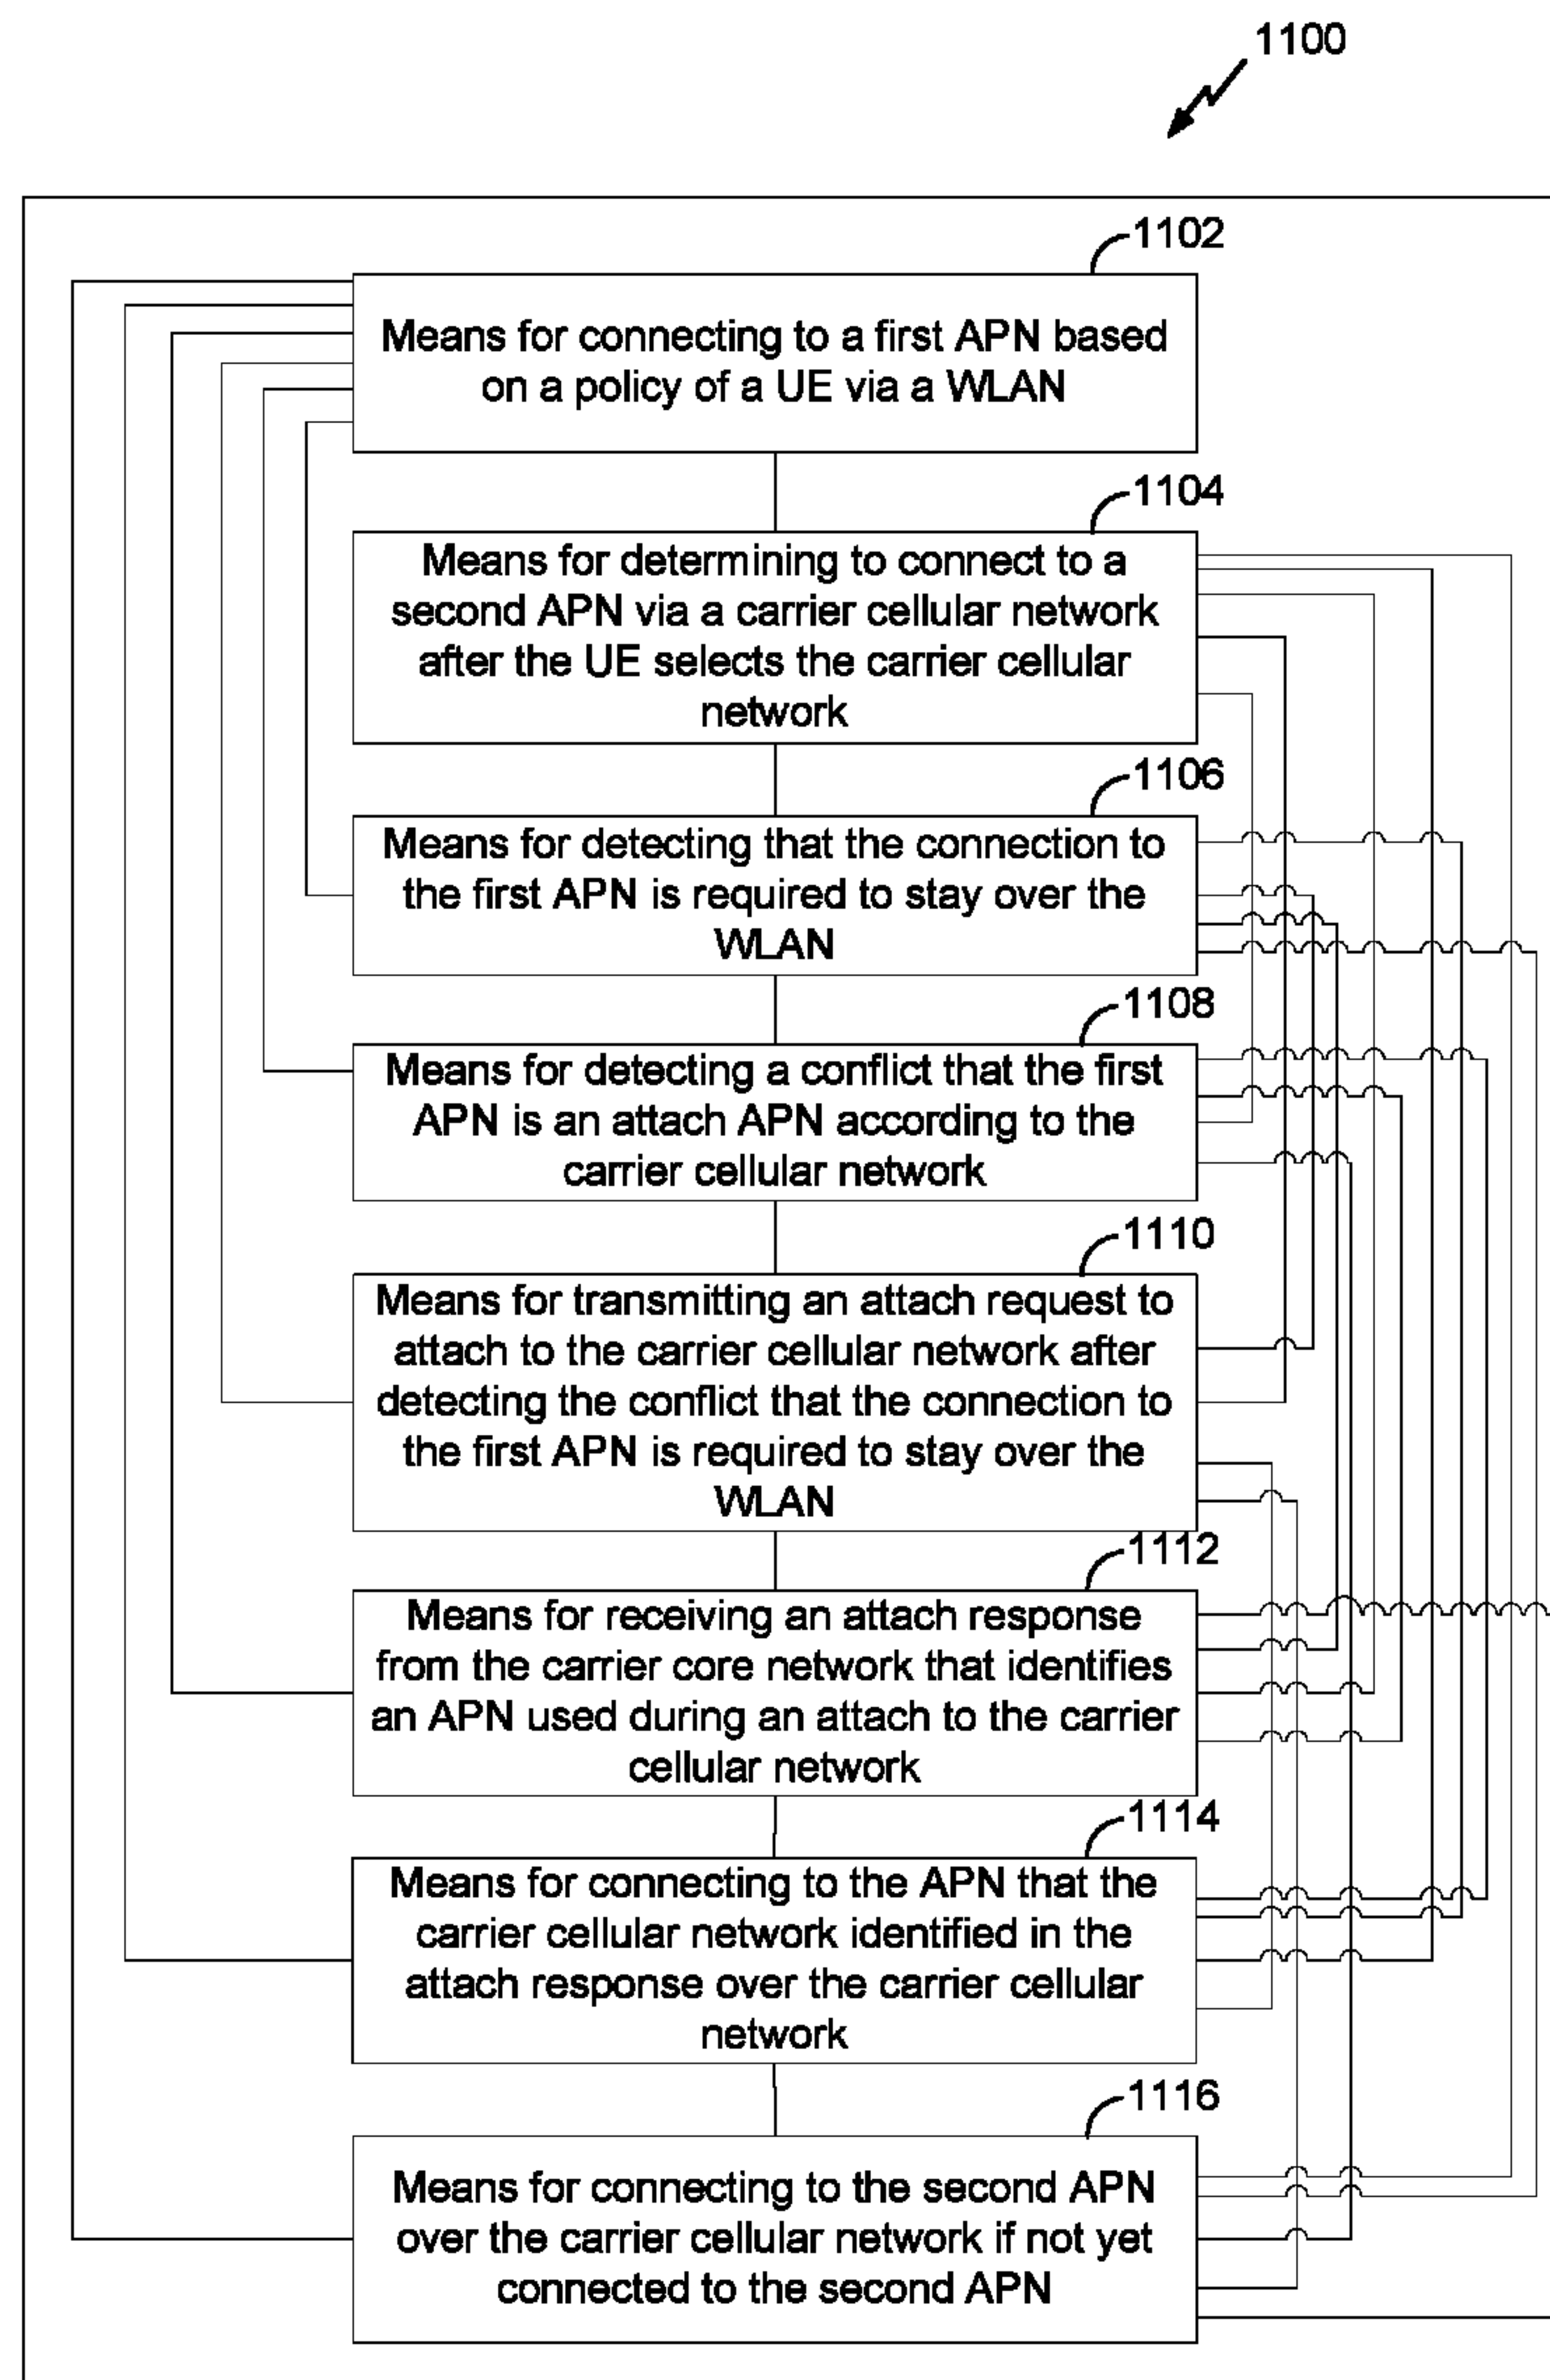 1100
1102
Means for connecting to a first APN based
on a policy of a UE via a WLAN
1104
Means for determining to connect to a
second APN via a carrier cellular network
after the UE selects the carrier cellular
network
1106
Means for detecting that the connection to
the first APN is required to stay over the
WLAN
1108
Means for detecting a conflict that the first
APN is an attach APN according to the
carrier cellular network
1110
Means for transmitting an attach request to
attach to the carrier cellular network after
detecting the conflict that the connection to
the first APN is required to stay over the
WLAN
1112
Means for receiving an attach response
from the carrier core network that identifies
an APN used during an attach to the carrier
cellular network
1114
Means for connecting to the APN that the
carrier cellular network identified in the
attach response over the carrier cellular
network
1116
Means for connecting to the second APN
over the carrier cellular network if not yet
connected to the second APN